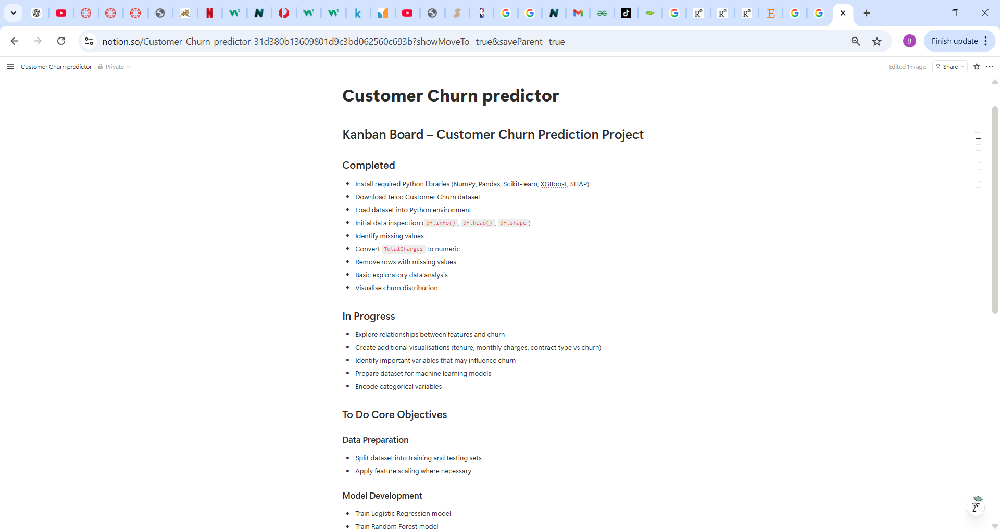 notion.so/Customer-Churn-predictor-31d380b13609801d9c3bd062560c693b?showMoveTo=true&saveParent=true
B
Finish update
Customer Churn predictor
Private
Edited 1m ago
Share
Customer Churn predictor
Kanban Board – Customer Churn Prediction Project
Completed
• Install required Python libraries (NumPy, Pandas, Scikit-learn, XGBoost, SHAP)
• Download Telco Customer Churn dataset
• Load dataset into Python environment
• Initial data inspection ( df.info() , df.head() , df.shape )
• Identify missing values
• Convert TotalCharges to numeric
• Remove rows with missing values
• Basic exploratory data analysis
• Visualise churn distribution
In Progress
• Explore relationships between features and churn
• Create additional visualisations (tenure, monthly charges, contract type vs churn)
• Identify important variables that may influence churn
• Prepare dataset for machine learning models
• Encode categorical variables
To Do Core Objectives
Data Preparation
• Split dataset into training and testing sets
• Apply feature scaling where necessary
Model Development
• Train Logistic Regression model
• Train Random Forest model